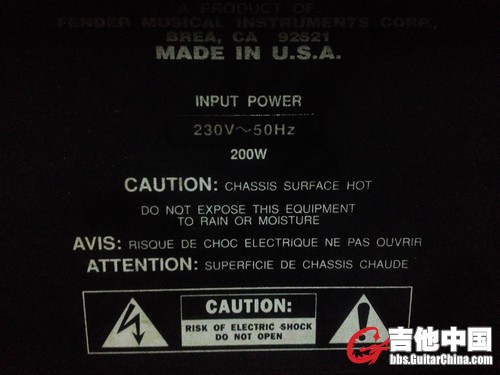 A PRODUCT OF
FENDER MUSICAL INSTRUMENTS CORP.,
BREA, CA 92621
MADE IN U.S.A.
INPUT POWER
230V～50Hz
200W
CAUTION: CHASSIS SURFACE HOT
DO NOT EXPOSE THIS EQUIPMENT
TO RAIN OR MOISTURE
AVIS: RISQUE DE CHOC ELECTRIQUE NE PAS OUVRIR
ATTENTION: SUPERFICIE DE CHASSIS CHAUDE
CAUTION:
RISK OF ELECTRIC SHOCK
DO NOT OPEN
吉他中国
bbs.GuitarChina.com